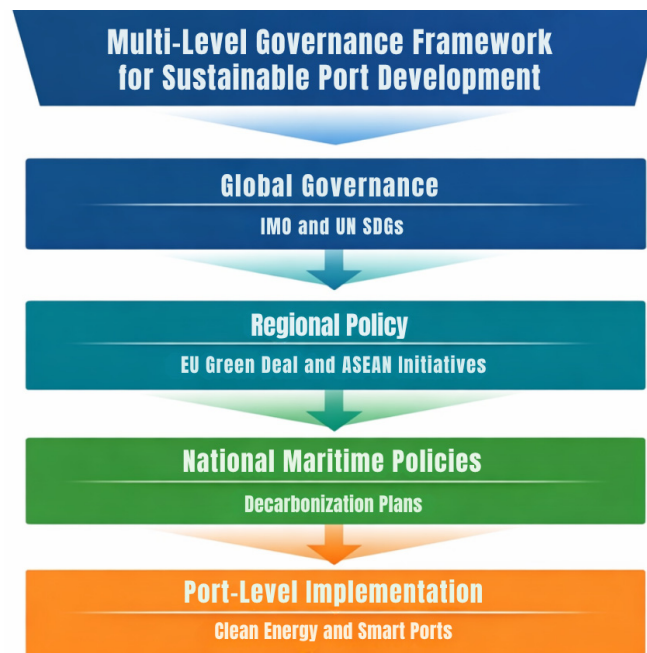 Multi-Level Governance Framework
for Sustainable Port Development
Global Governance
IMO and UN SDGs
Regional Policy
EU Green Deal and ASEAN Initiatives
National Maritime Policies
Decarbonization Plans
Port-Level Implementation
Clean Energy and Smart Ports